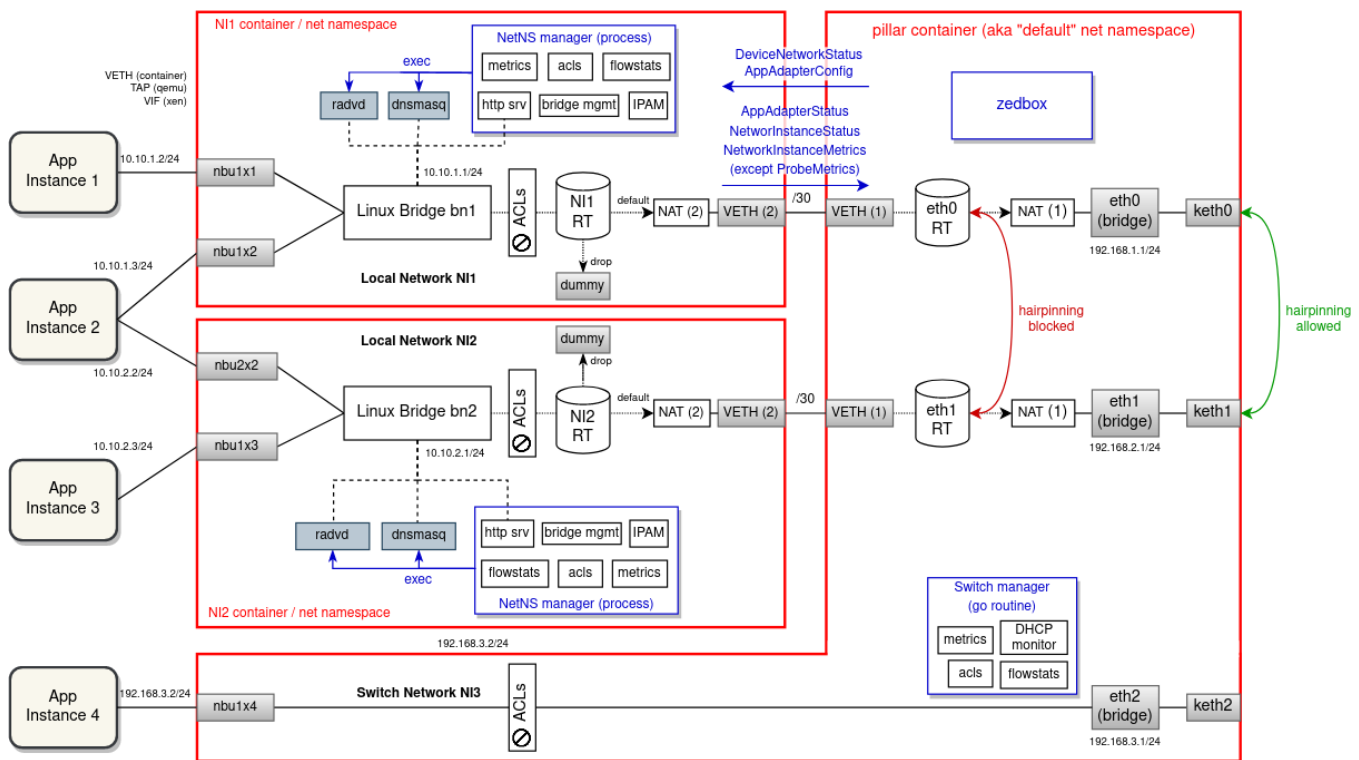 NI1 container / net namespace
NetNS manager (process)
metrics
acls
flowstats
http srv
bridge mgmt
IPAM
exec
radvd
dnsmasq
VETH (container)
TAP (qemu)
VIF (xen)
App
Instance 1
10.10.1.2/24
nbu1x1
10.10.1.1/24
Linux Bridge bn1
ACLs
NI1
RT
default
NAT (2)
VETH (2)
/30
drop
dummy
nbu1x2
10.10.1.3/24
Local Network NI1
DeviceNetworkStatus
AppAdapterConfig
AppAdapterStatus
NetworInstanceStatus
NetworkInstanceMetrics
(except ProbeMetrics)
pillar container (aka "default" net namespace)
zedbox
VETH (1)
eth0
RT
NAT (1)
eth0
(bridge)
192.168.1.1/24
keth0
hairpinning
blocked
hairpinning
allowed
App
Instance 2
10.10.2.2/24
nbu2x2
Local Network NI2
dummy
drop
Linux Bridge bn2
ACLs
NI2
RT
default
NAT (2)
VETH (2)
/30
VETH (1)
eth1
RT
NAT (1)
eth1
(bridge)
192.168.2.1/24
keth1
10.10.2.3/24
nbu1x3
10.10.2.1/24
App
Instance 3
radvd
dnsmasq
exec
http srv
bridge mgmt
IPAM
flowstats
acls
metrics
NetNS manager (process)
NI2 container / net namespace
Switch manager
(go routine)
metrics
DHCP
monitor
acls
flowstats
192.168.3.2/24
App
Instance 4
192.168.3.2/24
nbu1x4
Switch Network NI3
ACLs
eth2
(bridge)
192.168.3.1/24
keth2